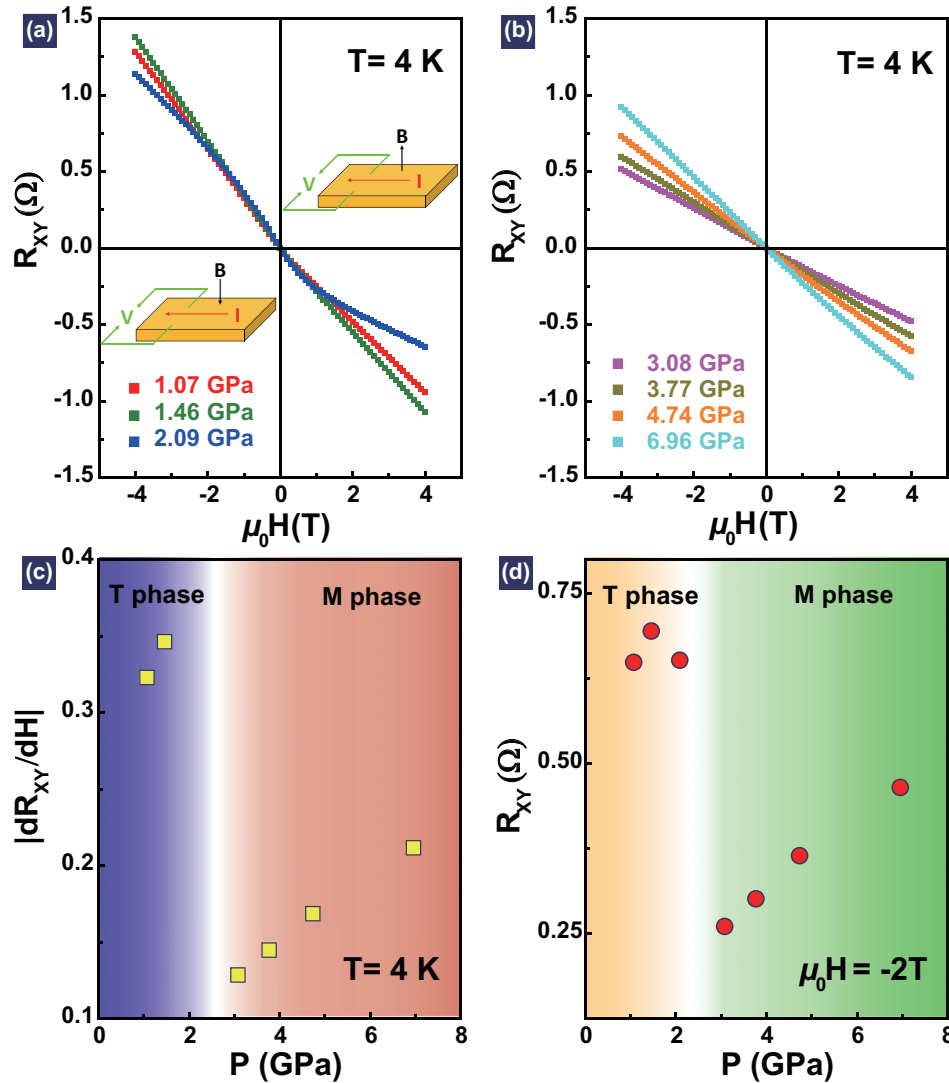 (a)
T= 4 K
R_XY (Ω)
1.5
1.0
0.5
0.0
-0.5
-1.0
-1.5
B
V
I
B
V
I
1.07 GPa
1.46 GPa
2.09 GPa
-4 -2 0 2 4
μ₀H(T)
(b)
T= 4 K
R_XY (Ω)
1.5
1.0
0.5
0.0
-0.5
-1.0
-1.5
3.08 GPa
3.77 GPa
4.74 GPa
6.96 GPa
-4 -2 0 2 4
μ₀H(T)
(c)
T phase M phase
|dR_XY/dH|
0.4
0.3
0.2
0.1
T= 4 K
0 2 4 6 8
P (GPa)
(d)
T phase M phase
R_XY (Ω)
0.75
0.50
0.25
μ₀H = -2T
0 2 4 6 8
P (GPa)